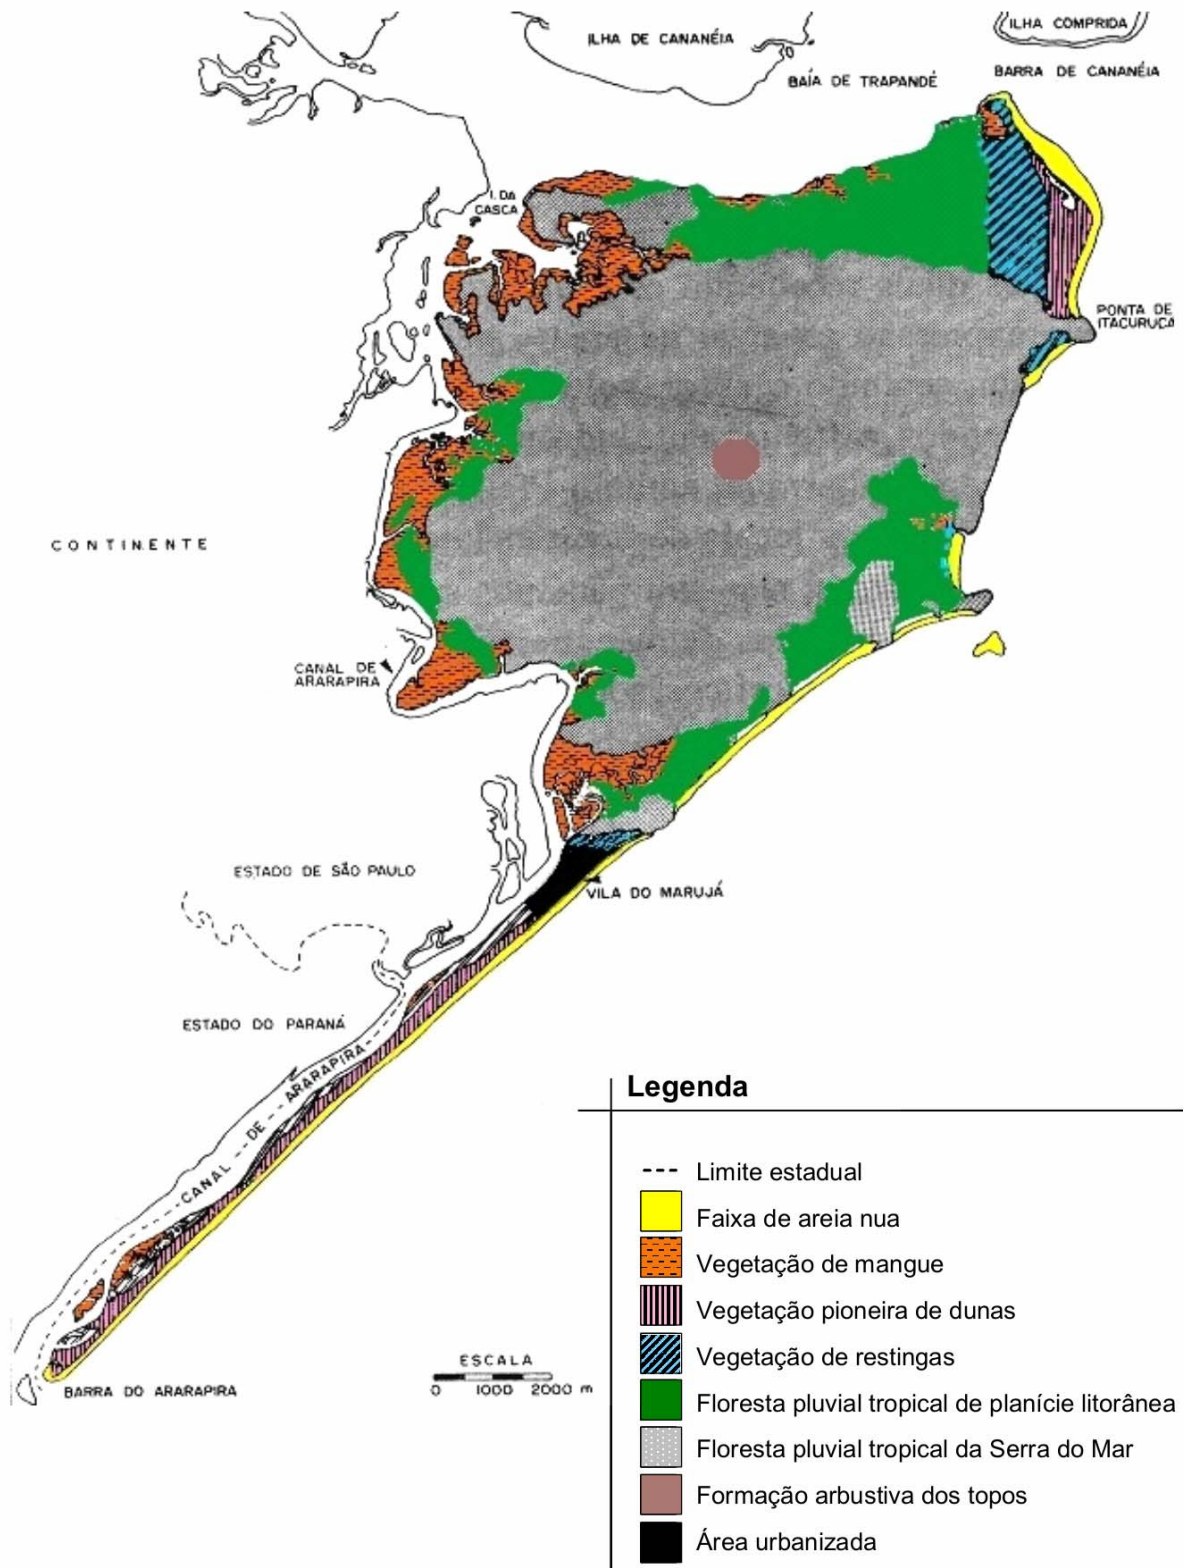 ILHA COMPRIDA
ILHA DE CANANÉIA
BARRA DE CANANÉIA
BAÍA DE TRAPANDÉ
I. DA
CASCA
PONTA DE
ITACURUÇA
CONTINENTE
CANAL DE
ARARAPIRA
ESTADO DE SÃO PAULO
VILA DO MARUJÁ
ESTADO DO PARANÁ
CANAL DE ARARAPIRA
ESCALA
0 1000 2000 m
BARRA DO ARARAPIRA
Legenda
Limite estadual
Faixa de areia nua
Vegetação de mangue
Vegetação pioneira de dunas
Vegetação de restingas
Floresta pluvial tropical de planície litorânea
Floresta pluvial tropical da Serra do Mar
Formação arbustiva dos topos
Área urbanizada